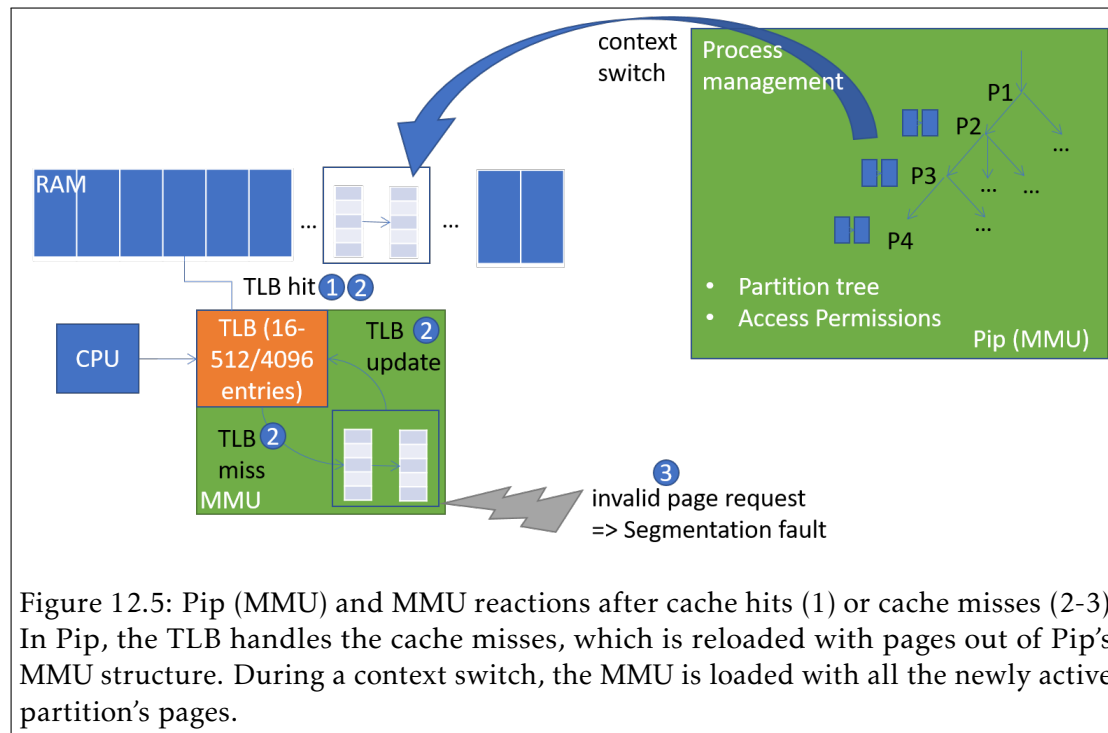 context
switch
Process
management
P1
P2
...
P3
...
...
P4
...
• Partition tree
• Access Permissions
Pip (MMU)
RAM
...
...
TLB hit 1 2
CPU
TLB (16-
512/4096
entries)
TLB 2
update
TLB 2
miss
MMU
3
invalid page request
=> Segmentation fault
Figure 12.5: Pip (MMU) and MMU reactions after cache hits (1) or cache misses (2-3)
In Pip, the TLB handles the cache misses, which is reloaded with pages out of Pip's
MMU structure. During a context switch, the MMU is loaded with all the newly active
partition's pages.